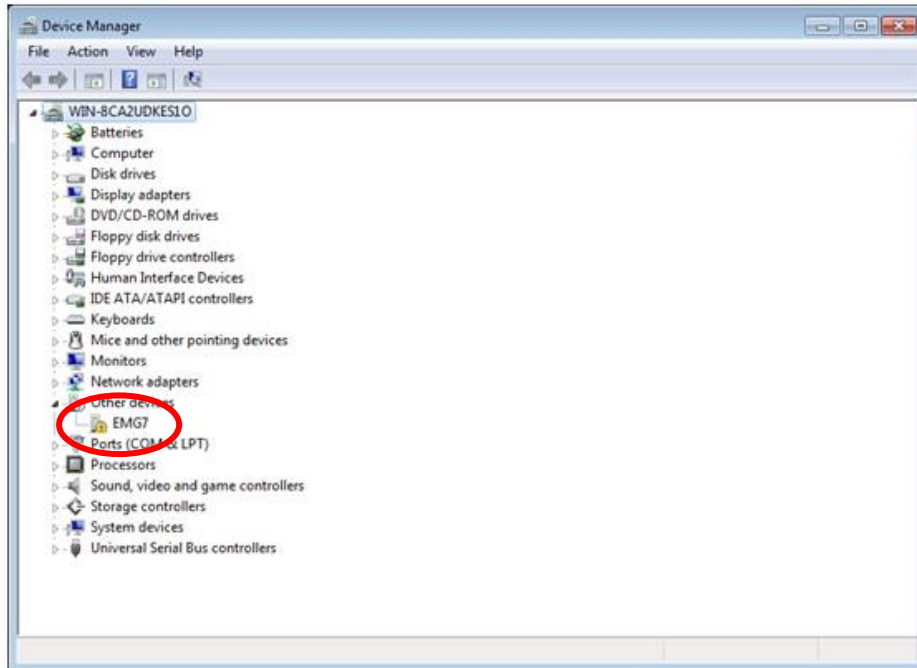 Device Manager
File Action View Help
WIN-8CA2UDKES1O
Batteries
Computer
Disk drives
Display adapters
DVD/CD-ROM drives
Floppy disk drives
Floppy drive controllers
Human Interface Devices
IDE ATA/ATAPI controllers
Keyboards
Mice and other pointing devices
Monitors
Network adapters
Other devices
EMG7
Ports (COM & LPT)
Processors
Sound, video and game controllers
Storage controllers
System devices
Universal Serial Bus controllers